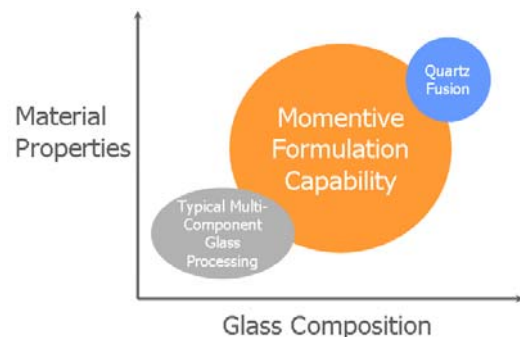 Material
Properties
Quartz
Fusion
Momentive
Formulation
Capability
Typical Multi-
Component
Glass
Processing
Glass Composition